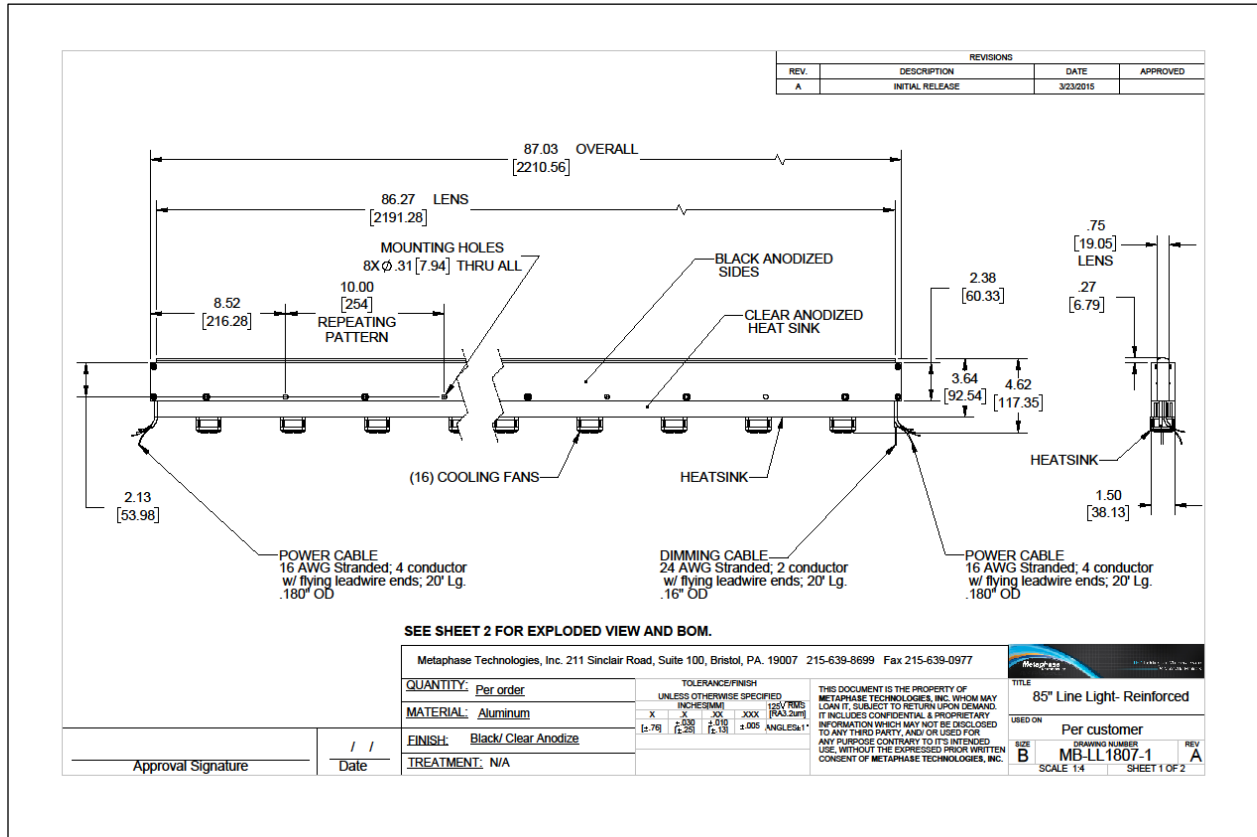 REVISIONS
REV. DESCRIPTION DATE APPROVED
A INITIAL RELEASE 3/23/2015
87.03 OVERALL
[2210.56]
86.27 LENS
[2191.28]
MOUNTING HOLES
8X Ø.31[7.94] THRU ALL
8.52
[216.28]
10.00
[254]
REPEATING
PATTERN
BLACK ANODIZED
SIDES
CLEAR ANODIZED
HEAT SINK
2.38
[60.33]
3.64
[92.54]
4.62
[117.35]
.75
[19.05]
LENS
.27
[6.79]
HEATSINK
1.50
[38.13]
2.13
[53.98]
(16) COOLING FANS
HEATSINK
POWER CABLE
16 AWG Stranded; 4 conductor
w/ flying leadwire ends; 20' Lg.
.180" OD
DIMMING CABLE
24 AWG Stranded; 2 conductor
w/ flying leadwire ends; 20' Lg.
.16" OD
POWER CABLE
16 AWG Stranded; 4 conductor
w/ flying leadwire ends; 20' Lg.
.180" OD
SEE SHEET 2 FOR EXPLODED VIEW AND BOM.
Metaphase Technologies, Inc. 211 Sinclair Road, Suite 100, Bristol, PA. 19007 215-639-8699 Fax 215-639-0977
QUANTITY: Per order
MATERIAL: Aluminum
FINISH: Black/ Clear Anodize
TREATMENT: N/A
TOLERANCE/FINISH
UNLESS OTHERWISE SPECIFIED
INCHES[MM] 125√ RMS
X .X .XX .XXX [RA3.2um]
[±.76] ±.030 [±.25] ±.010 [±.13] ±.005 ANGLES±1°
THIS DOCUMENT IS THE PROPERTY OF
METAPHASE TECHNOLOGIES, INC. WHOM MAY
LOAN IT, SUBJECT TO RETURN UPON DEMAND.
IT INCLUDES CONFIDENTIAL & PROPRIETARY
INFORMATION WHICH MAY NOT BE DISCLOSED
TO ANY THIRD PARTY, AND/ OR USED FOR
ANY PURPOSE CONTRARY TO IT'S INTENDED
USE, WITHOUT THE EXPRESSED PRIOR WRITTEN
CONSENT OF METAPHASE TECHNOLOGIES, INC.
Metaphase
TITLE
85" Line Light- Reinforced
USED ON
Per customer
SIZE DRAWING NUMBER REV
B MB-LL1807-1 A
SCALE 1:4 SHEET 1 OF 2
/ /
Approval Signature Date